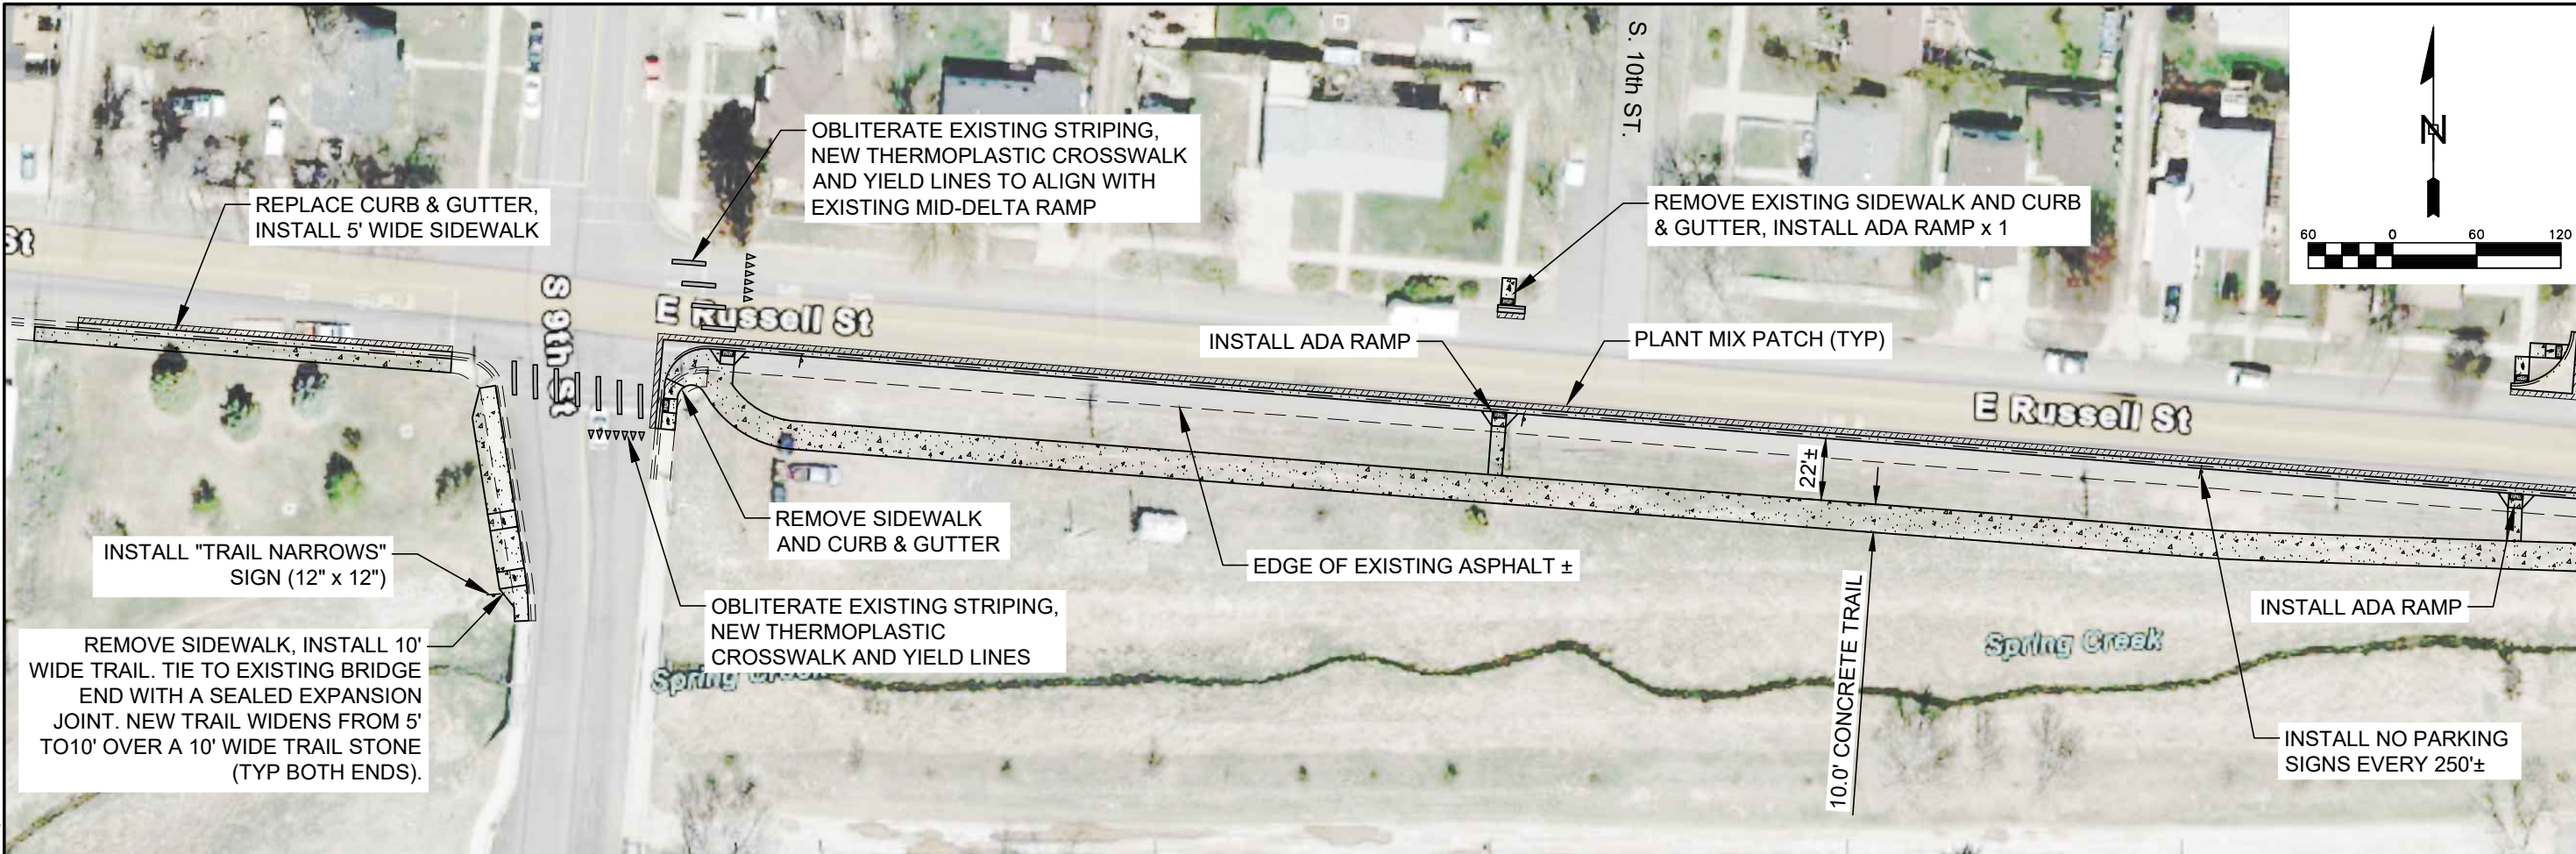 S. 10th ST.
N
60 0 60 120
OBLITERATE EXISTING STRIPING,
NEW THERMOPLASTIC CROSSWALK
AND YIELD LINES TO ALIGN WITH
EXISTING MID-DELTA RAMP
REPLACE CURB & GUTTER,
INSTALL 5' WIDE SIDEWALK
REMOVE EXISTING SIDEWALK AND CURB
& GUTTER, INSTALL ADA RAMP x 1
St
S 9th St
E Russell St
INSTALL ADA RAMP
PLANT MIX PATCH (TYP)
E Russell St
22'±
REMOVE SIDEWALK
AND CURB & GUTTER
INSTALL "TRAIL NARROWS"
SIGN (12" x 12")
EDGE OF EXISTING ASPHALT ±
10.0' CONCRETE TRAIL
INSTALL ADA RAMP
OBLITERATE EXISTING STRIPING,
NEW THERMOPLASTIC
CROSSWALK AND YIELD LINES
REMOVE SIDEWALK, INSTALL 10'
WIDE TRAIL. TIE TO EXISTING BRIDGE
END WITH A SEALED EXPANSION
JOINT. NEW TRAIL WIDENS FROM 5'
TO10' OVER A 10' WIDE TRAIL STONE
(TYP BOTH ENDS).
Spring Creek
Spring Creek
INSTALL NO PARKING
SIGNS EVERY 250'±